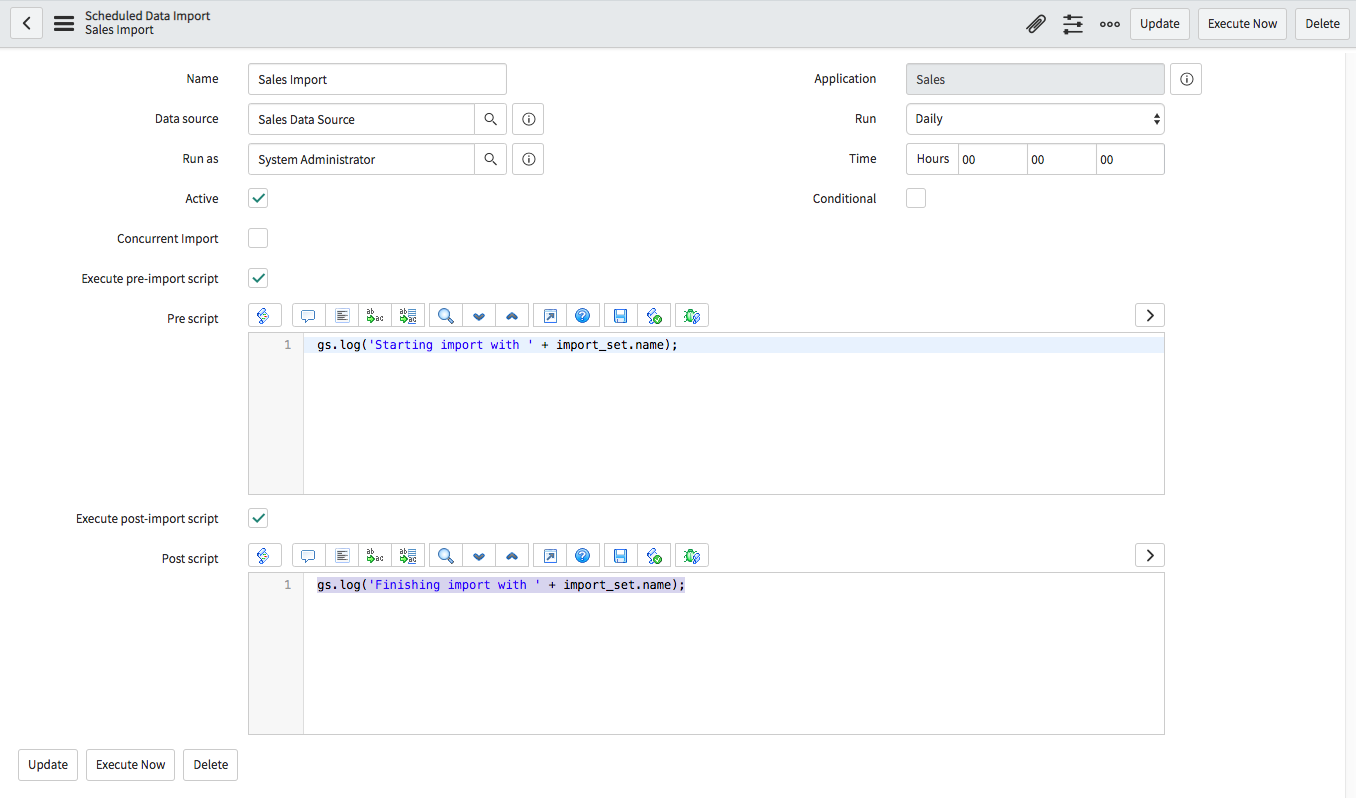 Scheduled Data Import
Sales Import
Update
Execute Now
Delete
Name
Sales Import
Application
Sales
Data source
Sales Data Source
Run
Daily
Run as
System Administrator
Time
Hours 00 00 00
Active
Conditional
Concurrent Import
Execute pre-import script
Pre script
1 gs.log('Starting import with ' + import_set.name);
Execute post-import script
Post script
1 gs.log('Finishing import with ' + import_set.name);
Update
Execute Now
Delete